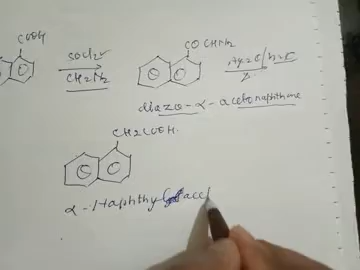 COOH
SOCl2
CH2N2
COCHN2
Ag2O/H2O
diazo-α-acetonaphthone
CH2COOH
α-Naphthyl acet